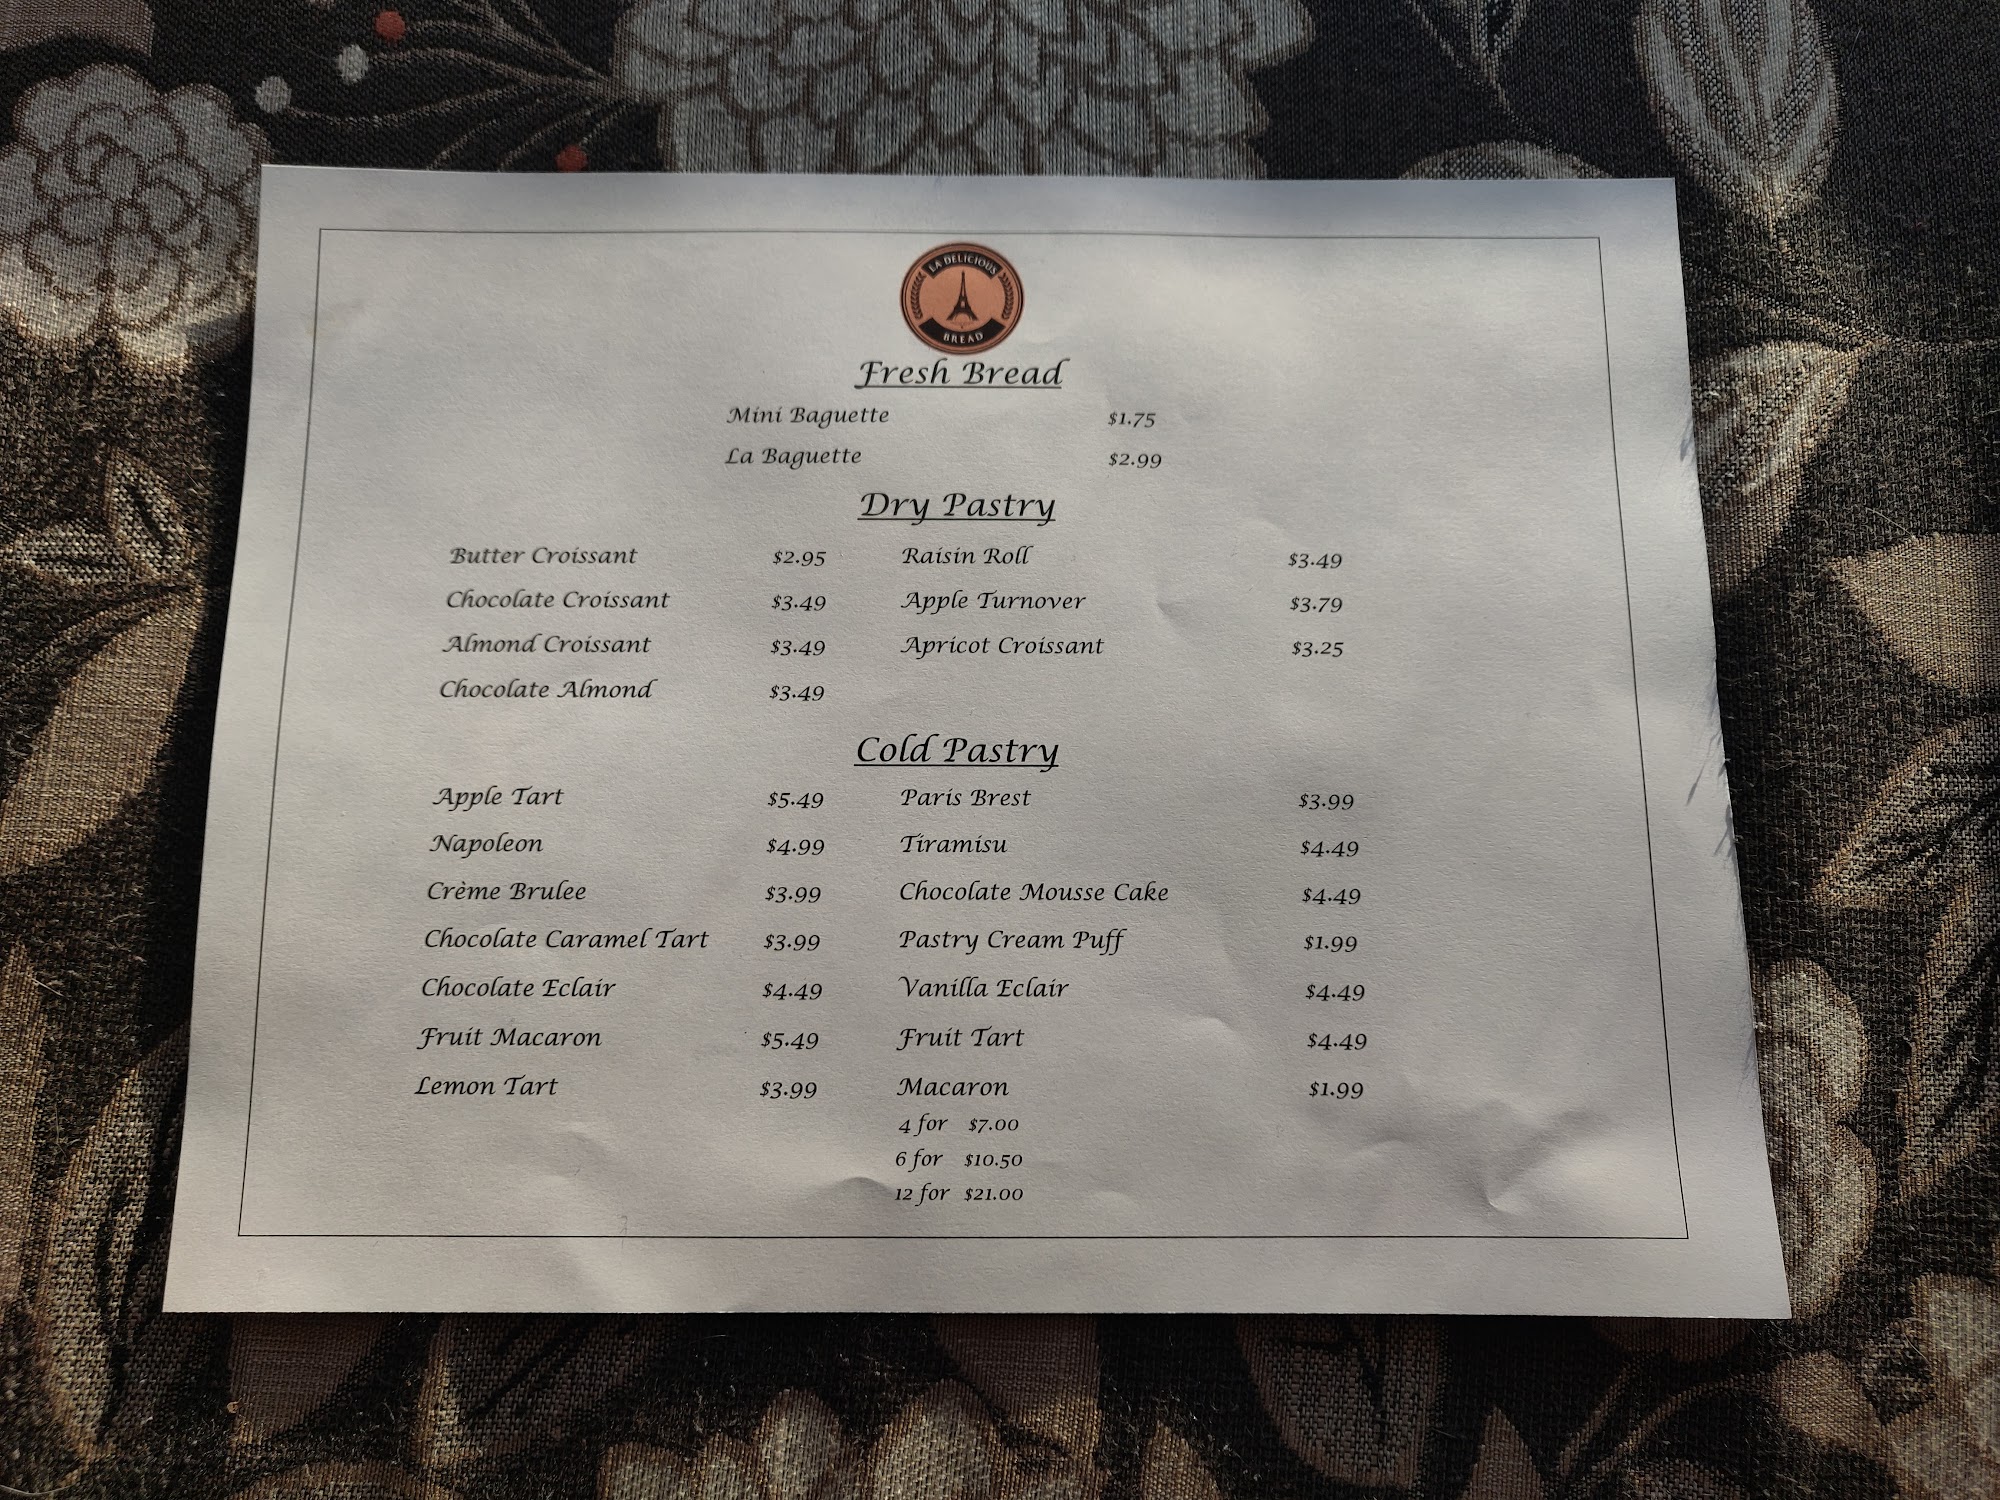 LA DELICIOUS
BREAD
Fresh Bread
Mini Baguette $1.75
La Baguette $2.99
Dry Pastry
Butter Croissant $2.95 Raisin Roll $3.49
Chocolate Croissant $3.49 Apple Turnover $3.79
Almond Croissant $3.49 Apricot Croissant $3.25
Chocolate Almond $3.49
Cold Pastry
Apple Tart $5.49 Paris Brest $3.99
Napoleon $4.99 Tiramisu $4.49
Crème Brulee $3.99 Chocolate Mousse Cake $4.49
Chocolate Caramel Tart $3.99 Pastry Cream Puff $1.99
Chocolate Eclair $4.49 Vanilla Eclair $4.49
Fruit Macaron $5.49 Fruit Tart $4.49
Lemon Tart $3.99 Macaron $1.99
4 for $7.00
6 for $10.50
12 for $21.00